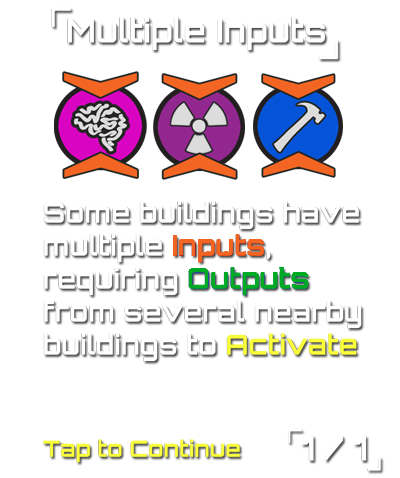 Multiple Inputs
Some buildings have
multiple Inputs,
requiring Outputs
from several nearby
buildings to Activate
Tap to Continue
1 / 1